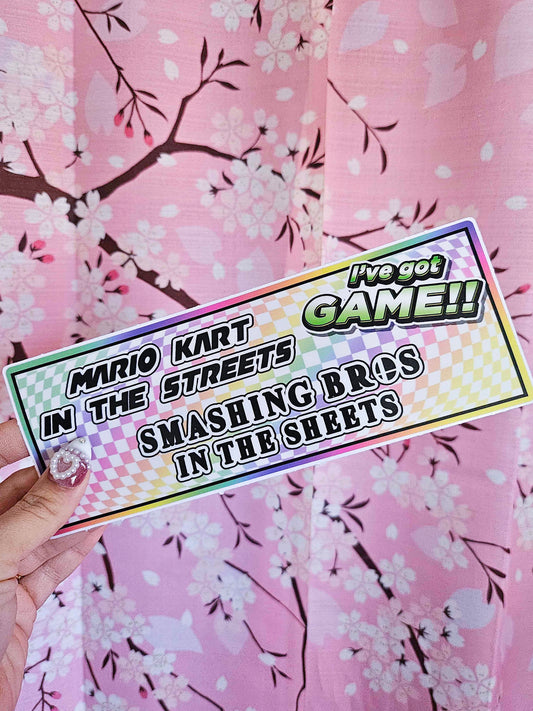 I've got
GAME!!
MARIO KART
IN THE STREETS
SMASHING BROS
IN THE SHEETS